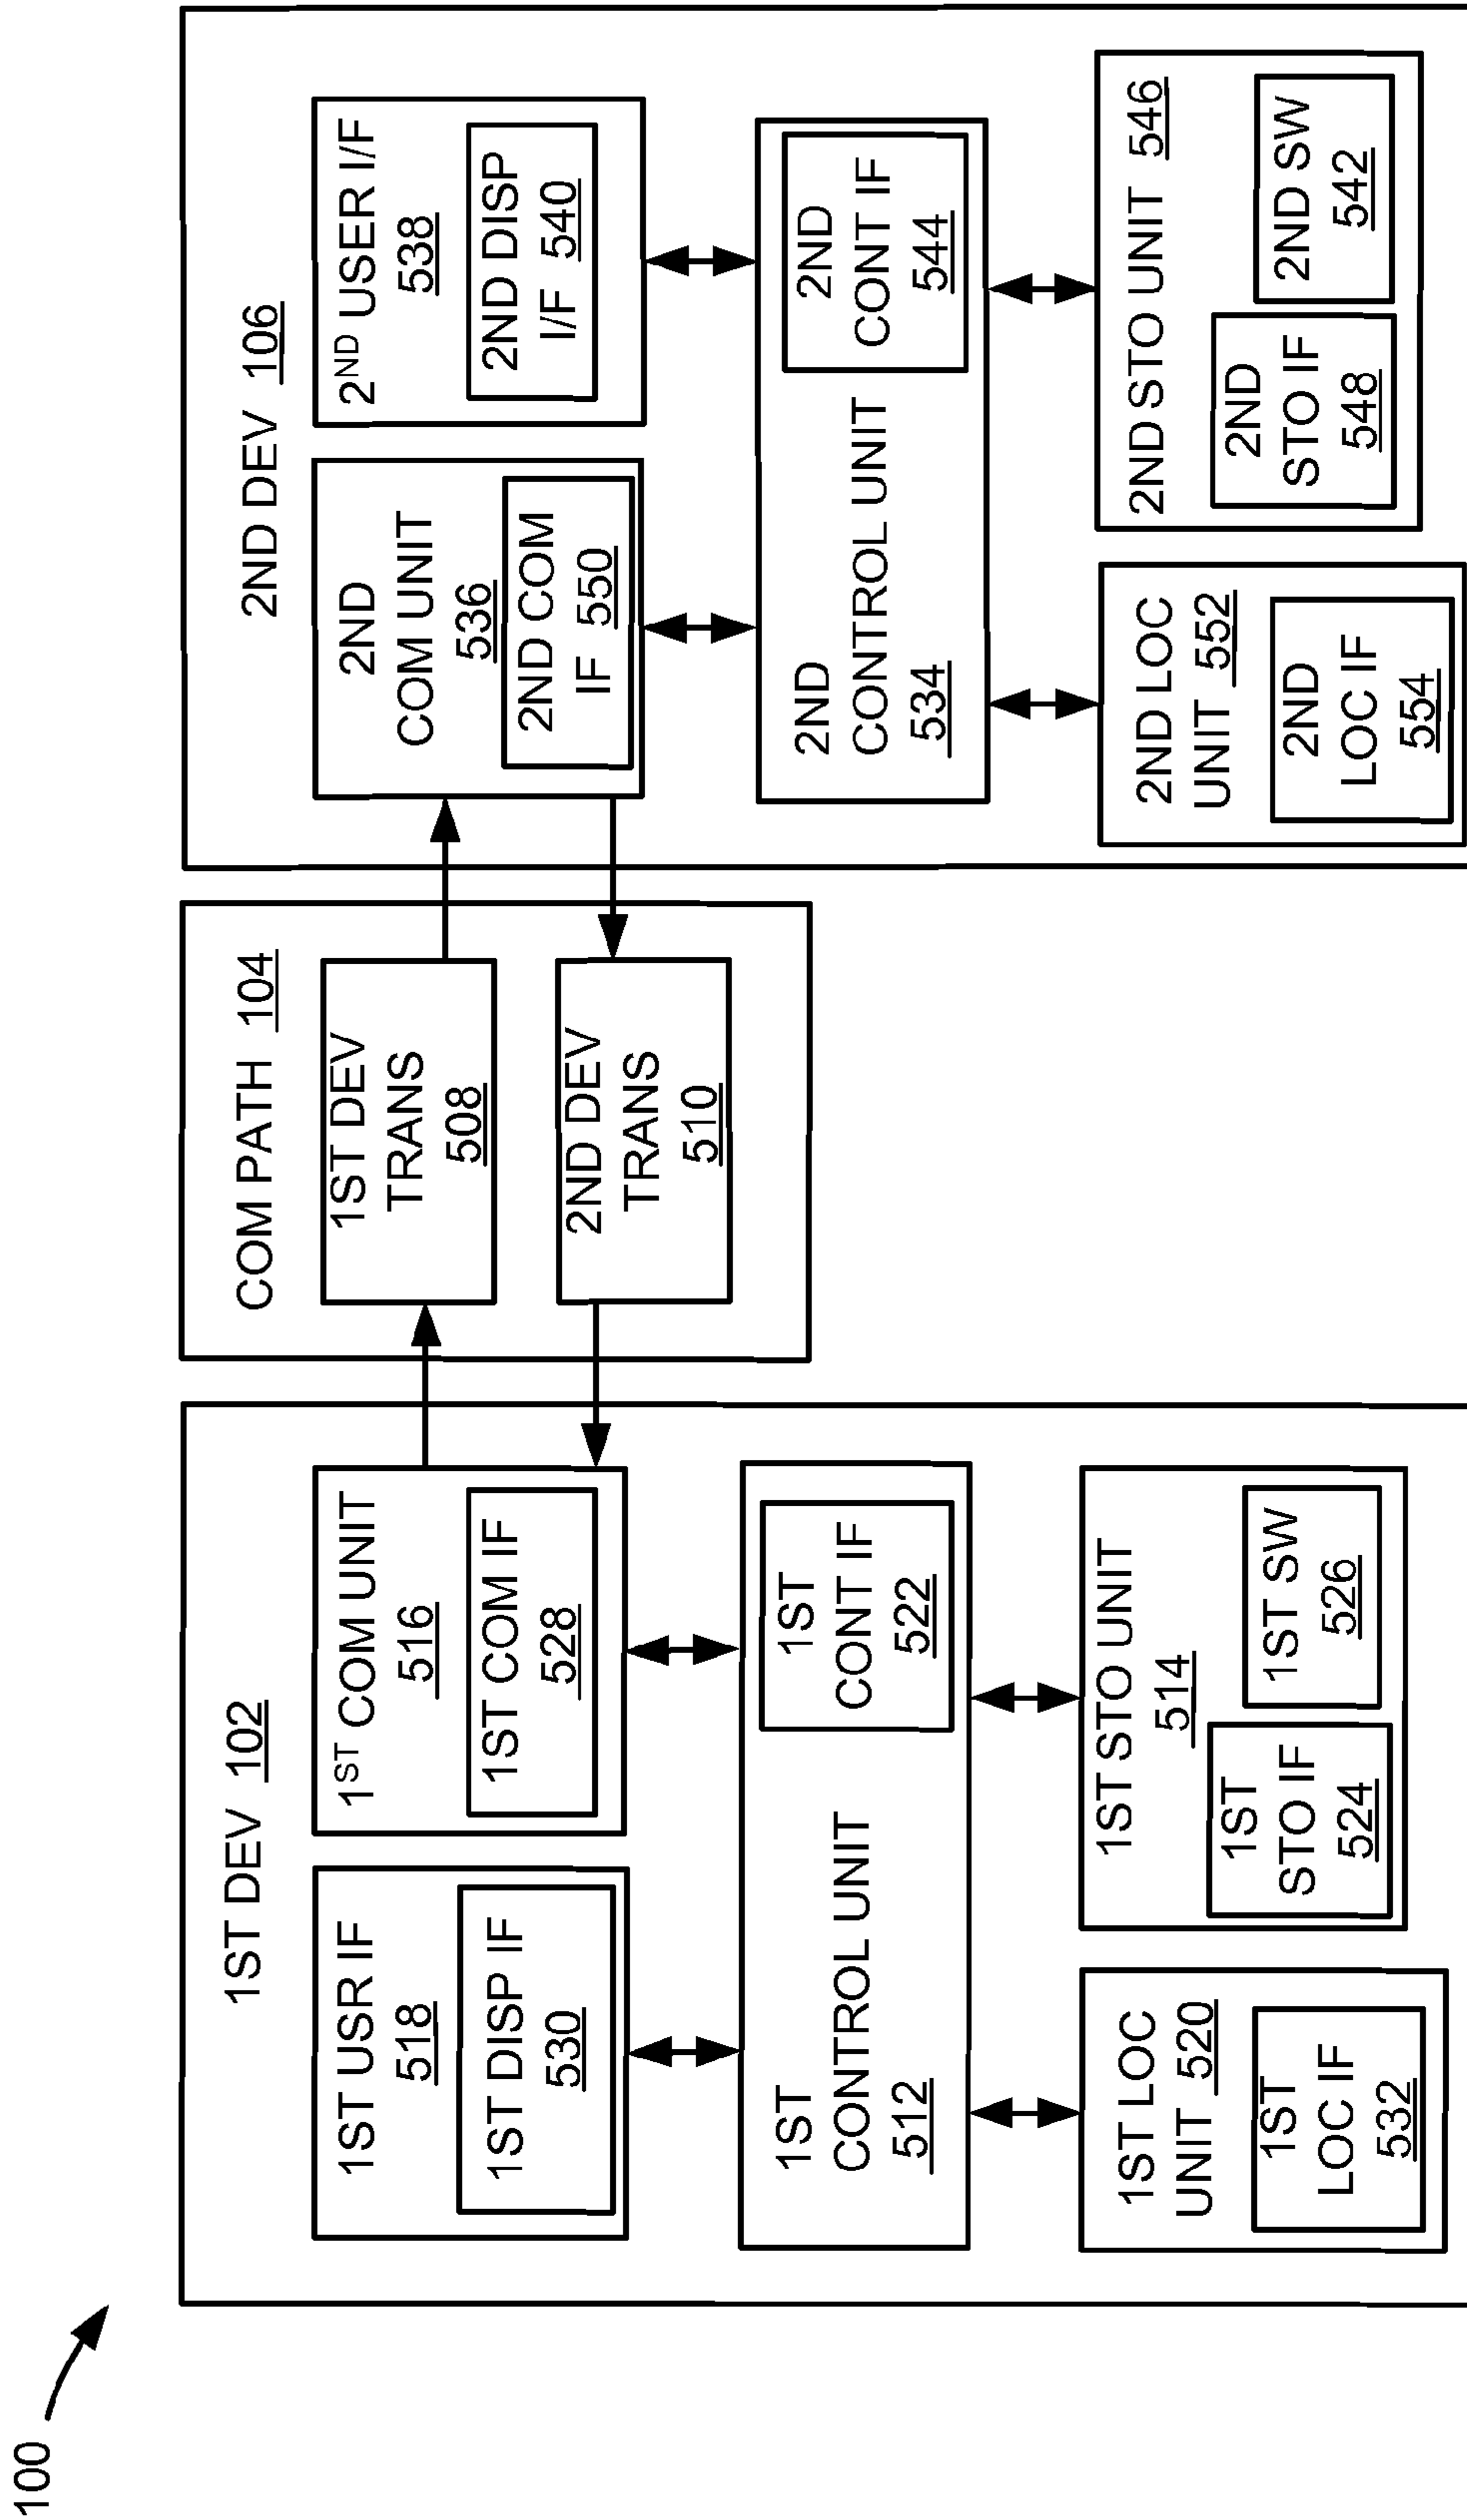 100
1ST DEV 102
1ST USR IF
518
1ST DISP IF
530
1ST COM UNIT
516
1ST COM IF
528
1ST
CONTROL UNIT
512
1ST
CONT IF
522
1ST LOC
UNIT 520
1ST
LOC IF
532
1ST STO UNIT
514
1ST
STO IF
524
1ST SW
526
COM PATH 104
1ST DEV
TRANS
508
2ND DEV
TRANS
510
2ND DEV 106
2ND
COM UNIT
536
2ND COM
IF 550
2ND USER I/F
538
2ND DISP
I/F 540
2ND
CONTROL UNIT
534
2ND
CONT IF
544
2ND LOC
UNIT 552
2ND
LOC IF
554
2ND STO UNIT 546
2ND
STO IF
548
2ND SW
542